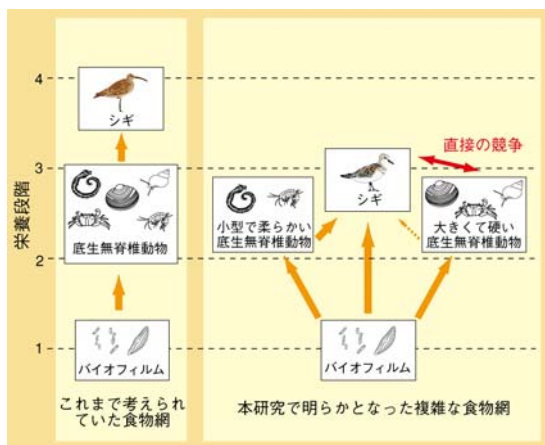 栄養段階
4
3
2
1
シギ
底生無脊椎動物
バイオフィルム
これまで考えられ
ていた食物網
直接の競争
シギ
小型で柔らかい
底生無脊椎動物
大きくて硬い
底生無脊椎動物
バイオフィルム
本研究で明らかとなった複雑な食物網